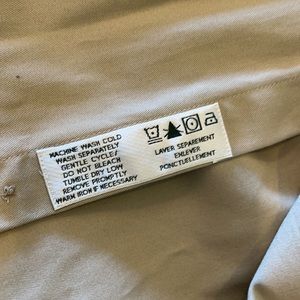 MACHINE WASH COLD
WASH SEPARATELY
GENTLE CYCLE
DO NOT BLEACH
TUMBLE DRY LOW
REMOVE PROMPTLY
WARM IRON IF NECESSARY
LAVER SEPAREMENT
ENLEVER
PONCTUELLEMENT